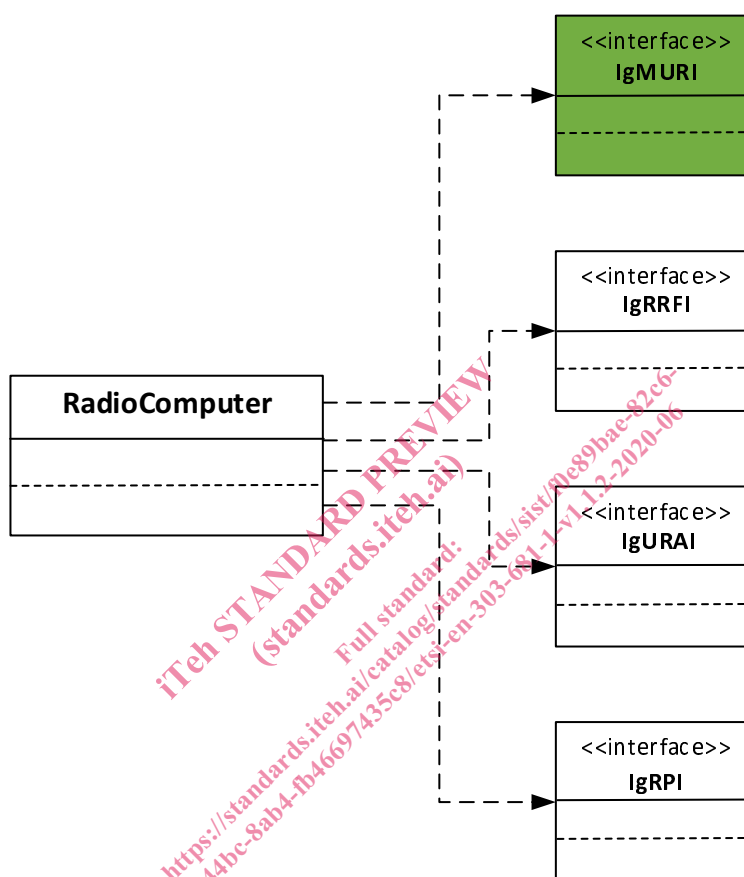 <<interface>>
IgMURI
<<interface>>
IgRRFI
RadioComputer
<<interface>>
IgURAI
<<interface>>
IgRPI
iTeh STANDARD PREVIEW
(standards.iteh.ai)
Full standard:
https://standards.iteh.ai/catalog/standards/sist/f0e89bae-82c6-
44bc-8ab4-fb46697435c8/etsi-en-303-681-1-v1.1.2-2020-06